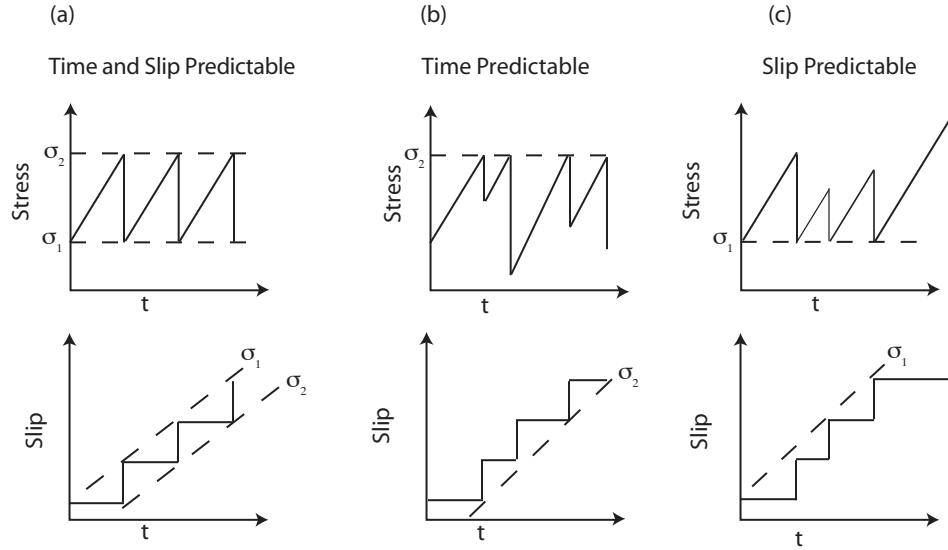 (a)
(b)
(c)
Time and Slip Predictable
Time Predictable
Slip Predictable
σ2
Stress
σ1
t
σ2
Stress
t
Stress
σ1
t
σ1
σ2
Slip
t
σ2
Slip
t
σ1
Slip
t